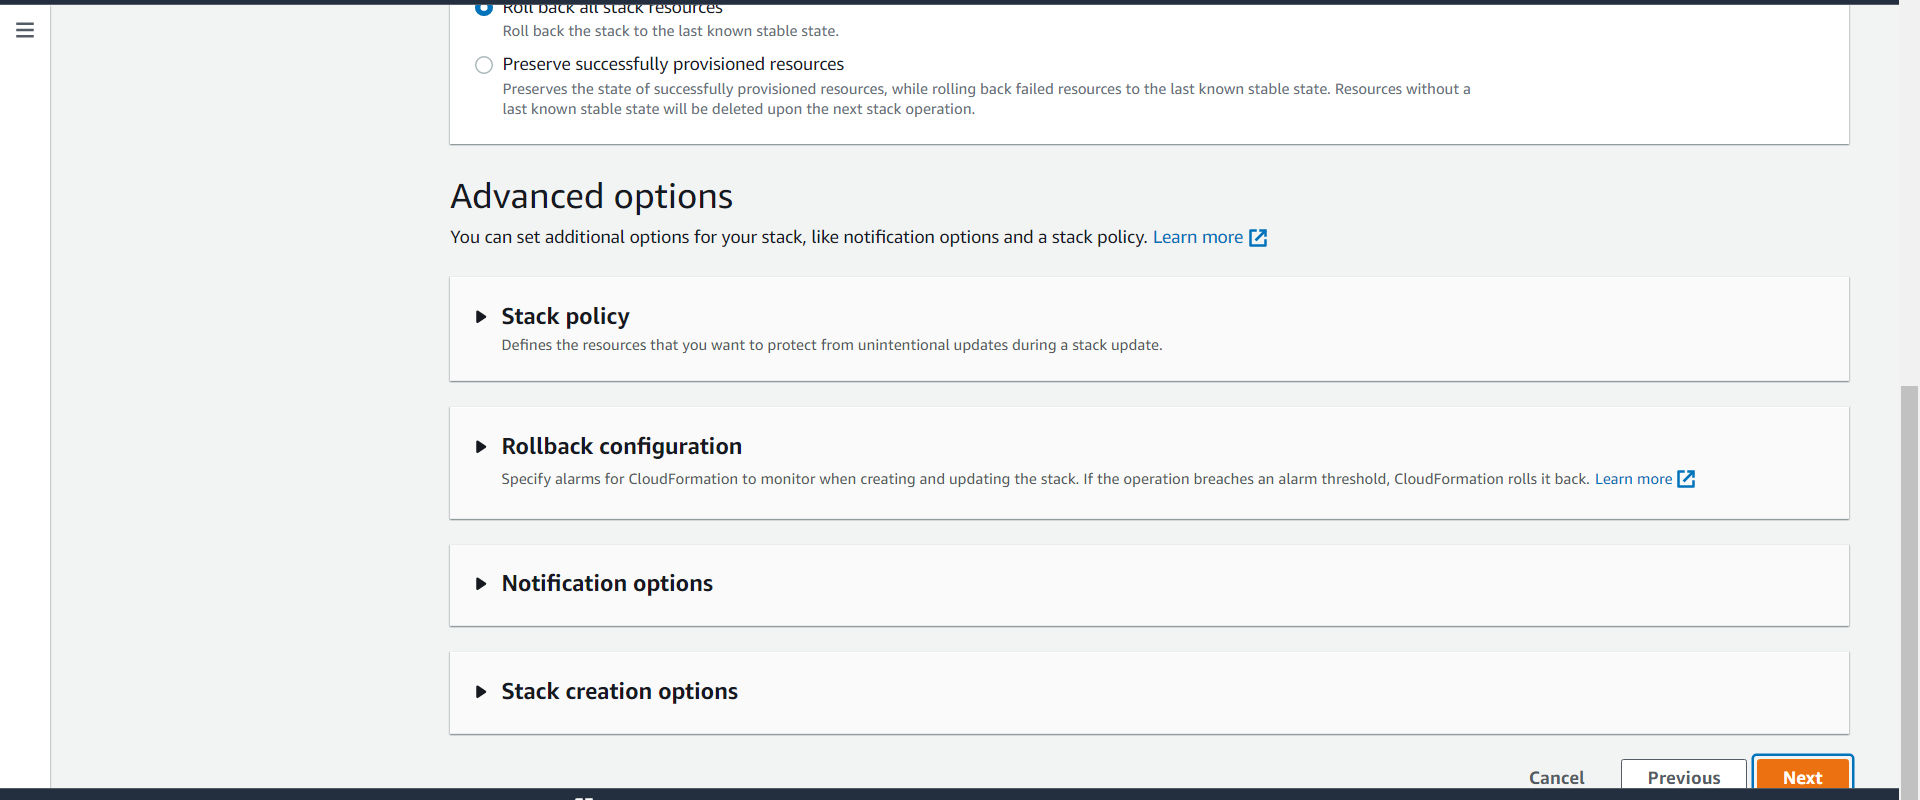 Roll back all stack resources
Roll back the stack to the last known stable state.
Preserve successfully provisioned resources
Preserves the state of successfully provisioned resources, while rolling back failed resources to the last known stable state. Resources without a
last known stable state will be deleted upon the next stack operation.
Advanced options
You can set additional options for your stack, like notification options and a stack policy. Learn more
Stack policy
Defines the resources that you want to protect from unintentional updates during a stack update.
Rollback configuration
Specify alarms for CloudFormation to monitor when creating and updating the stack. If the operation breaches an alarm threshold, CloudFormation rolls it back. Learn more
Notification options
Stack creation options
Cancel Previous Next